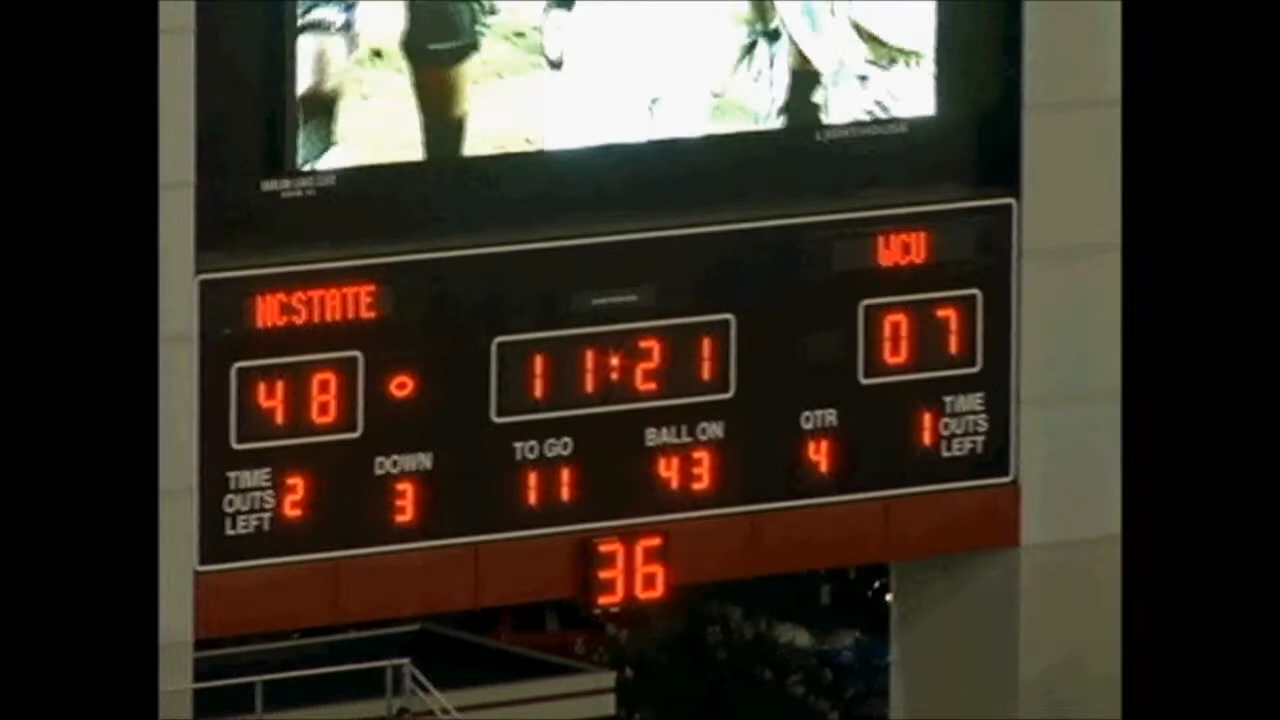 LIGHTHOUSE
WCU
NCSTATE
48
11:21
07
TIME OUTS LEFT 2
DOWN 3
TO GO 11
BALL ON 43
QTR 4
1 TIME OUTS LEFT
36